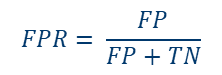 FPR = FP / (FP + TN)